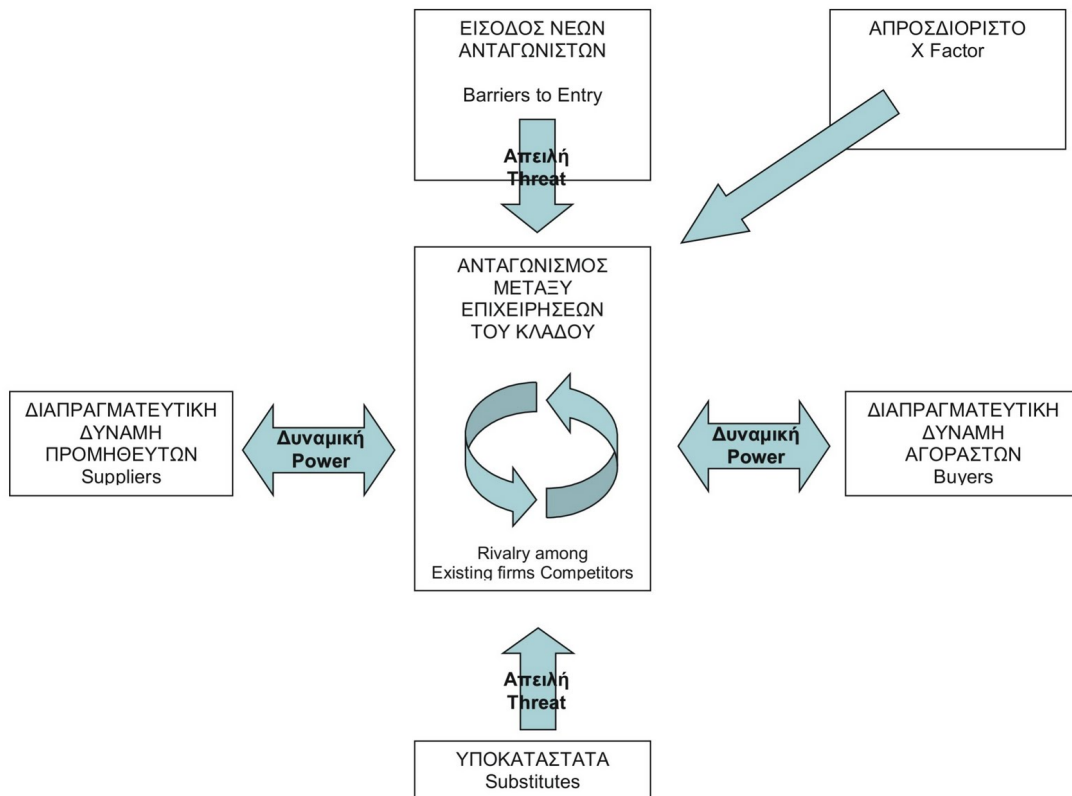 ΕΙΣΟΔΟΣ ΝΕΩΝ
ΑΝΤΑΓΩΝΙΣΤΩΝ
Barriers to Entry
Απειλή
Threat
ΑΠΡΟΣΔΙΟΡΙΣΤΟ
X Factor
ΑΝΤΑΓΩΝΙΣΜΟΣ
ΜΕΤΑΞΥ
ΕΠΙΧΕΙΡΗΣΕΩΝ
ΤΟΥ ΚΛΑΔΟΥ
ΔΙΑΠΡΑΓΜΑΤΕΥΤΙΚΗ
ΔΥΝΑΜΗ
ΠΡΟΜΗΘΕΥΤΩΝ
Suppliers
Δυναμική
Power
Δυναμική
Power
ΔΙΑΠΡΑΓΜΑΤΕΥΤΙΚΗ
ΔΥΝΑΜΗ
ΑΓΟΡΑΣΤΩΝ
Buyers
Rivalry among
Existing firms Competitors
Απειλή
Threat
ΥΠΟΚΑΤΑΣΤΑΤΑ
Substitutes